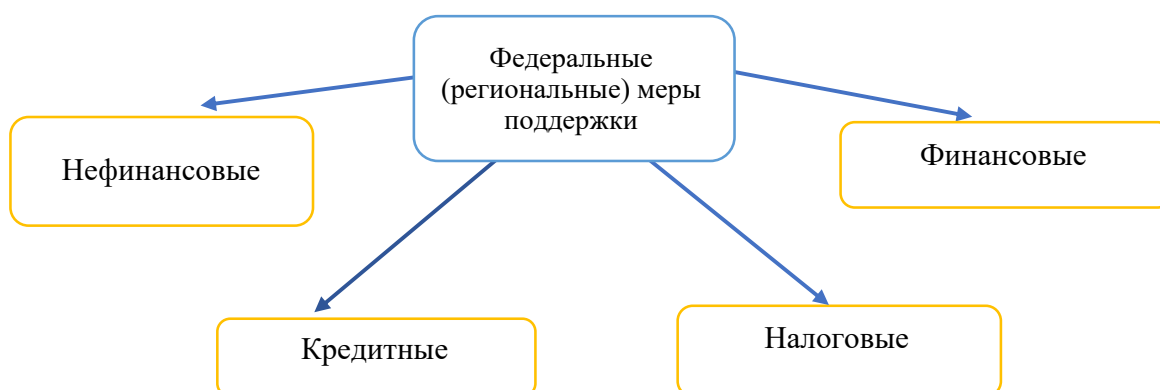 Федеральные
(региональные) меры
поддержки
Нефинансовые
Финансовые
Кредитные
Налоговые